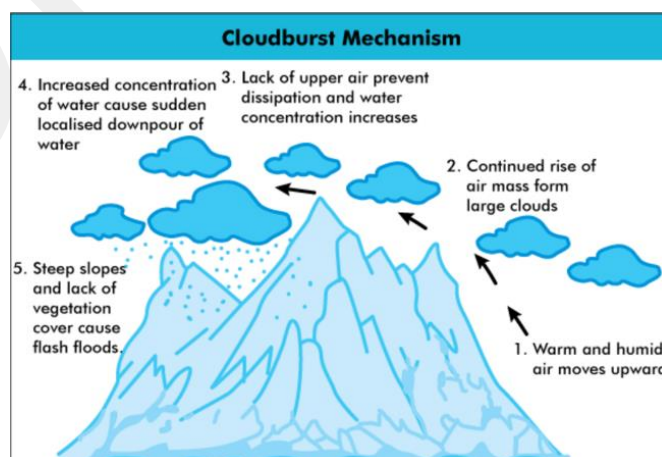 Cloudburst Mechanism
4. Increased concentration
of water cause sudden
localised downpour of
water
3. Lack of upper air prevent
dissipation and water
concentration increases
2. Continued rise of
air mass form
large clouds
5. Steep slopes
and lack of
vegetation
cover cause
flash floods.
1. Warm and humid
air moves upward